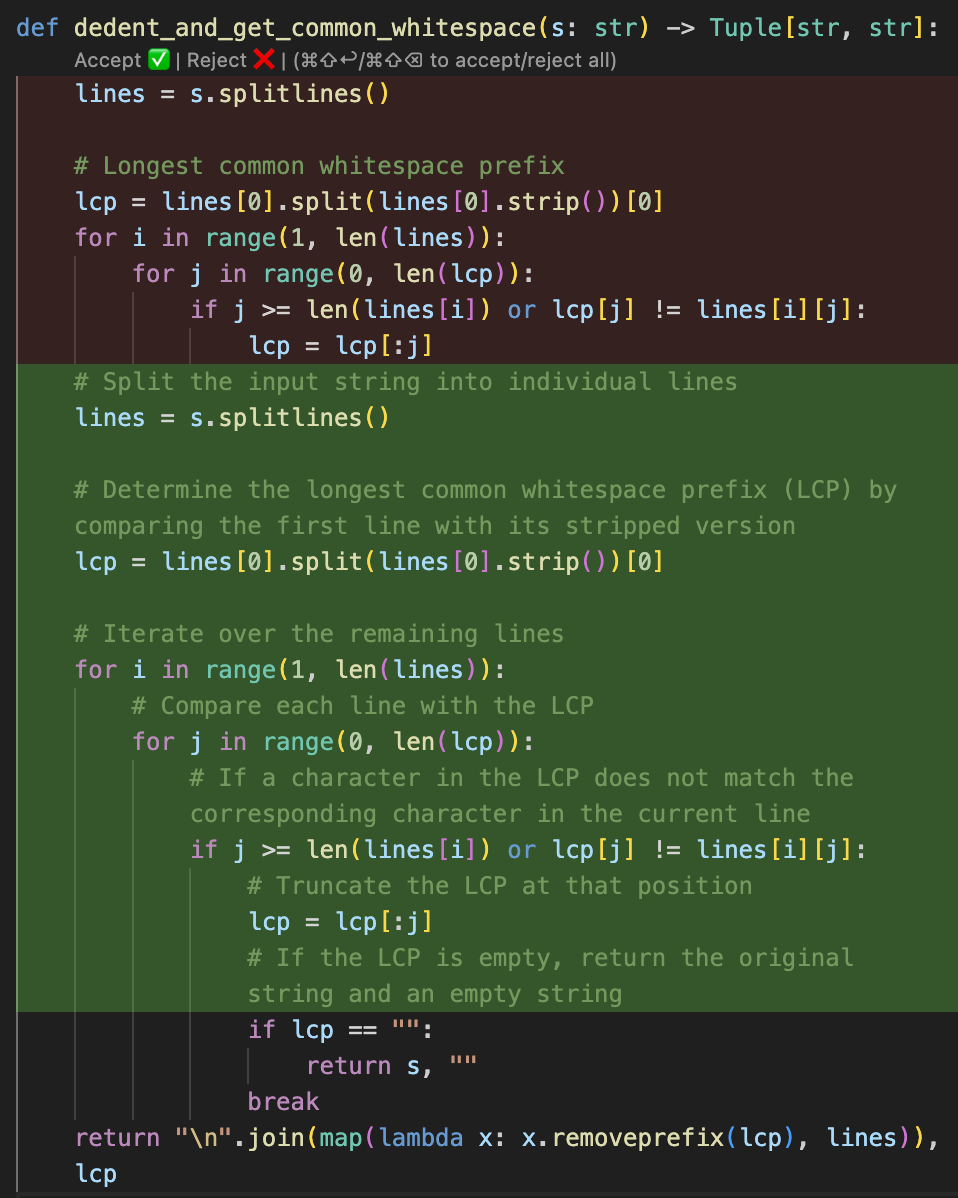 def dedent_and_get_common_whitespace(s: str) -> Tuple[str, str]:
    Accept ✅ | Reject ❌ | (⌘⇧↩/⌘⇧⌫ to accept/reject all)
    lines = s.splitlines()

    # Longest common whitespace prefix
    lcp = lines[0].split(lines[0].strip())[0]
    for i in range(1, len(lines)):
        for j in range(0, len(lcp)):
            if j >= len(lines[i]) or lcp[j] != lines[i][j]:
                lcp = lcp[:j]
    # Split the input string into individual lines
    lines = s.splitlines()

    # Determine the longest common whitespace prefix (LCP) by
    comparing the first line with its stripped version
    lcp = lines[0].split(lines[0].strip())[0]

    # Iterate over the remaining lines
    for i in range(1, len(lines)):
        # Compare each line with the LCP
        for j in range(0, len(lcp)):
            # If a character in the LCP does not match the
            corresponding character in the current line
            if j >= len(lines[i]) or lcp[j] != lines[i][j]:
                # Truncate the LCP at that position
                lcp = lcp[:j]
                # If the LCP is empty, return the original
                string and an empty string
                if lcp == "":
                    return s, ""
                break
    return "\n".join(map(lambda x: x.removeprefix(lcp), lines)),
    lcp